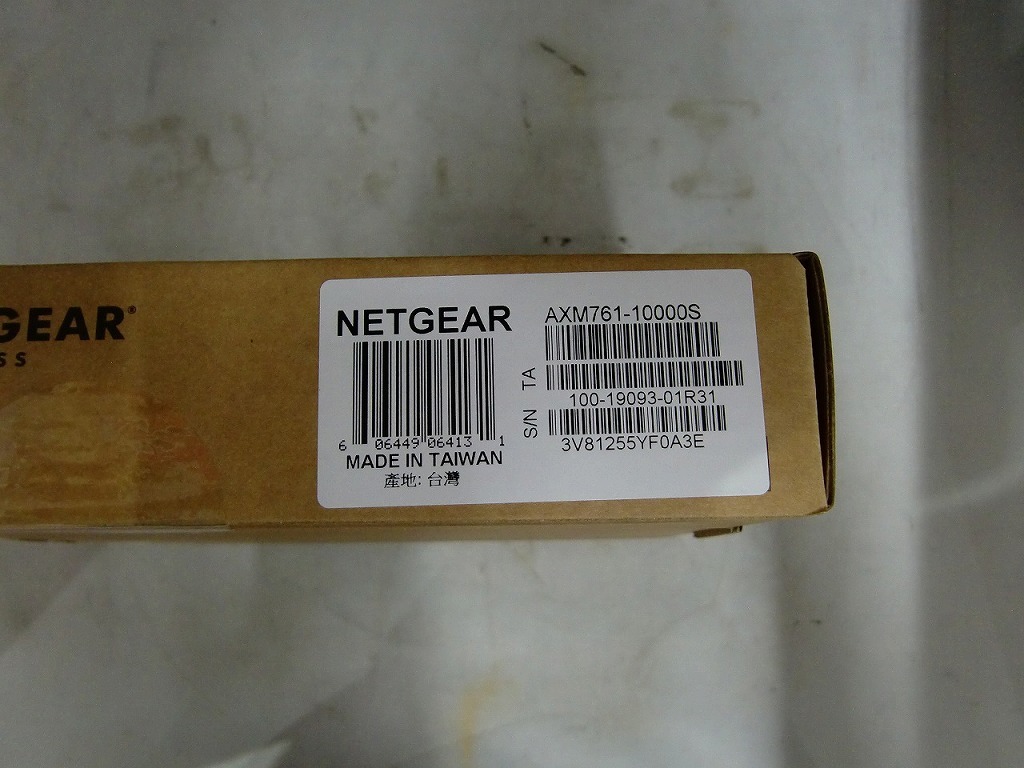 GEAR®
SS
NETGEAR
6 06449 06413 1
MADE IN TAIWAN
產地: 台灣
AXM761-10000S
TA
100-19093-01R31
S/N
3V81255YF0A3E